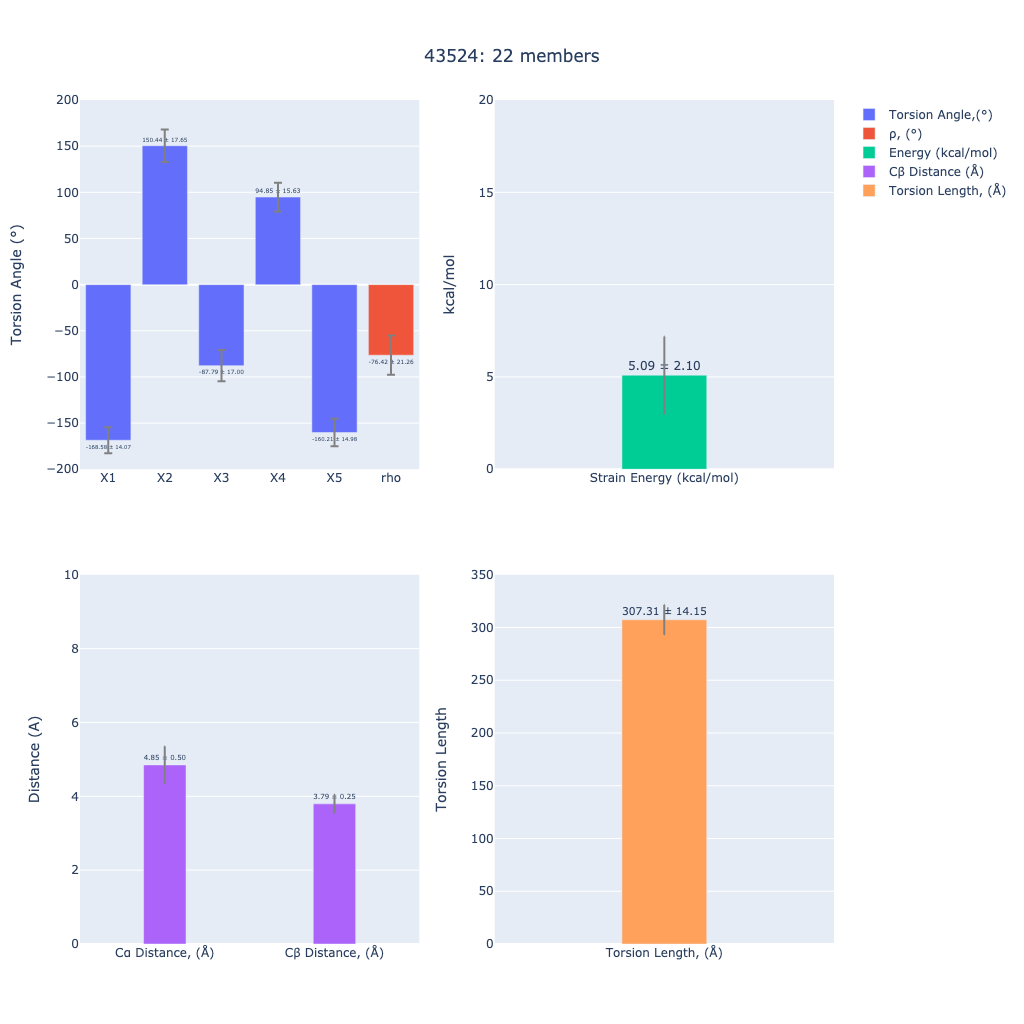 43524: 22 members
Torsion Angle (°)
200
150
100
50
0
−50
−100
−150
−200
-168.58 ± 14.07
150.44 ± 17.65
-87.79 ± 17.00
94.85 ± 15.63
-160.21 ± 14.98
-76.42 ± 21.26
X1 X2 X3 X4 X5 rho
kcal/mol
20
15
10
5
0
5.09 ± 2.10
Strain Energy (kcal/mol)
Torsion Angle,(°)
ρ, (°)
Energy (kcal/mol)
Cβ Distance (Å)
Torsion Length, (Å)
Distance (A)
10
8
6
4
2
0
4.85 ± 0.50
3.79 ± 0.25
Cα Distance, (Å) Cβ Distance, (Å)
Torsion Length
350
300
250
200
150
100
50
0
307.31 ± 14.15
Torsion Length, (Å)